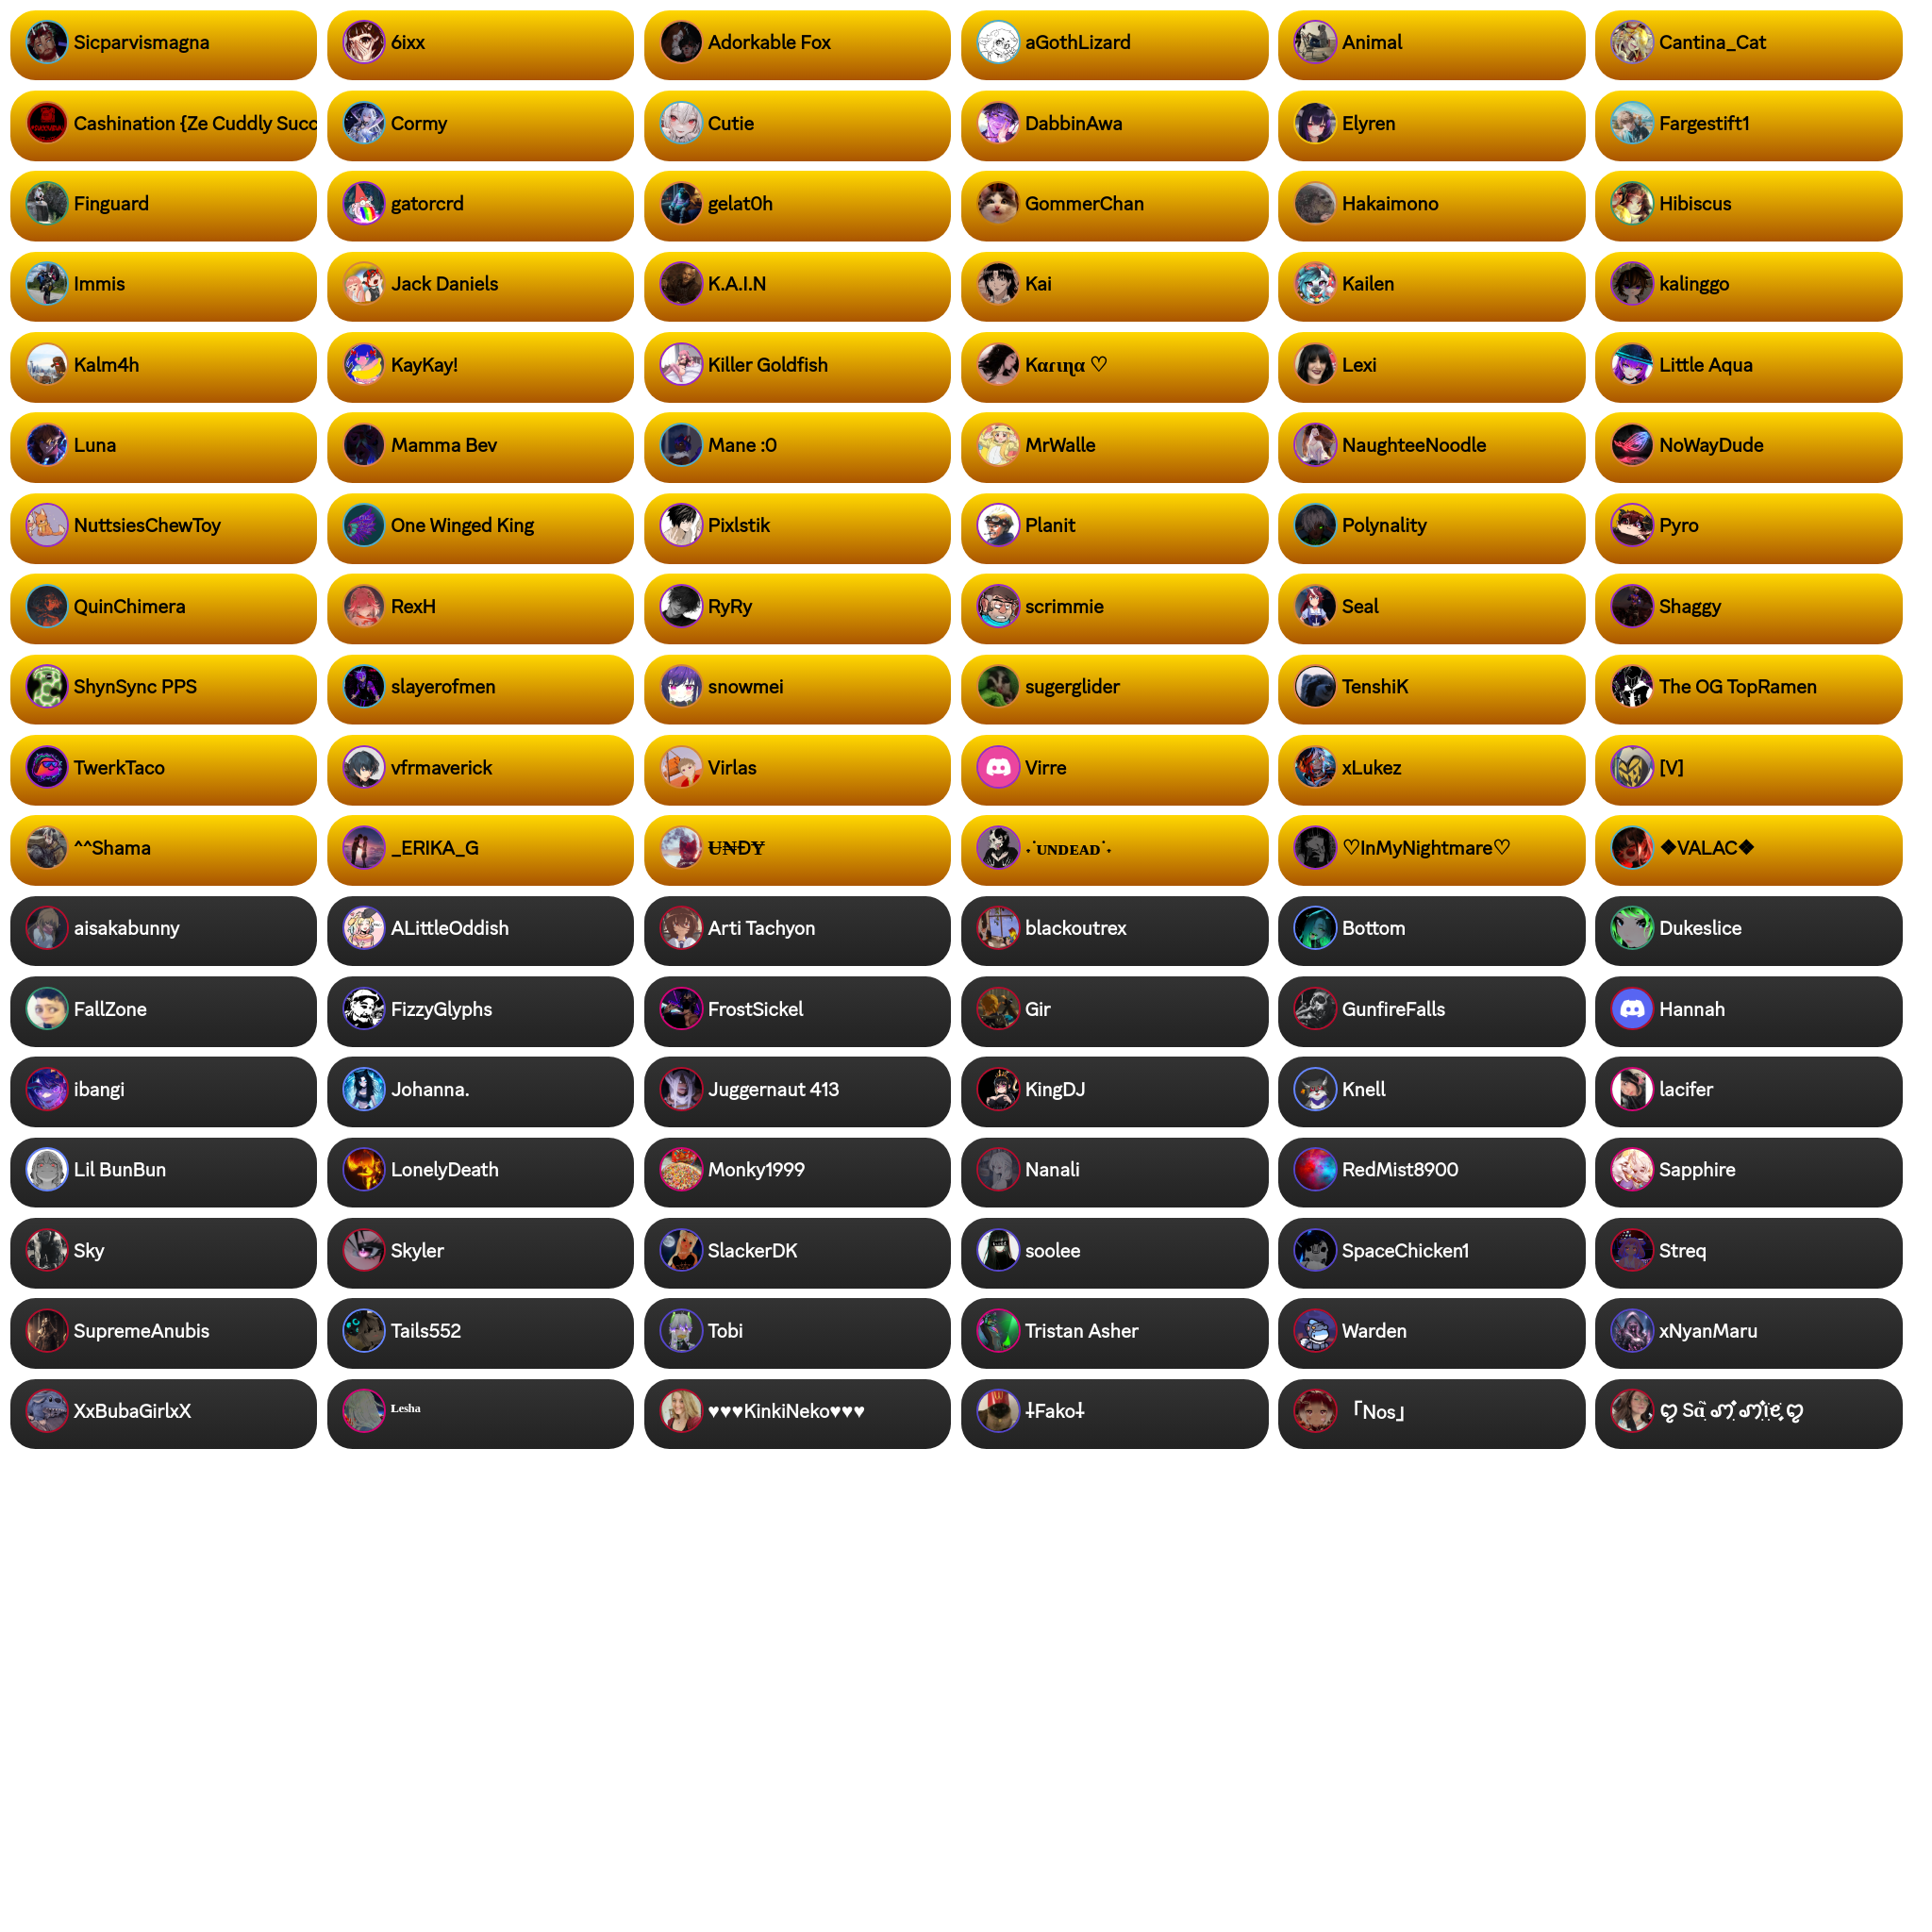 Sicparvismagna 6ixx Adorkable Fox aGothLizard Animal Cantina_Cat
Cashination {Ze Cuddly Succ Cormy Cutie DabbinAwa Elyren Fargestift1
Finguard gatorcrd gelat0h GommerChan Hakaimono Hibiscus
Immis Jack Daniels K.A.I.N Kai Kailen kalinggo
Kalm4h KayKay! Killer Goldfish Kαɾιɳα ♡ Lexi Little Aqua
Luna Mamma Bev Mane :0 MrWalle NaughteeNoodle NoWayDude
NuttsiesChewToy One Winged King Pixlstik Planit Polynality Pyro
QuinChimera RexH RyRy scrimmie Seal Shaggy
ShynSync PPS slayerofmen snowmei sugerglider TenshiK The OG TopRamen
TwerkTaco vfrmaverick Virlas Virre xLukez [V]
^^Shama _ERIKA_G ɄNĐɎ ˖˙ᴜɴᴅᴇᴀᴅ˙˖ ♡InMyNightmare♡ ❖VALAC❖
aisakabunny ALittleOddish Arti Tachyon blackoutrex Bottom Dukeslice
FallZone FizzyGlyphs FrostSickel Gir GunfireFalls Hannah
ibangi Johanna. Juggernaut 413 KingDJ Knell lacifer
Lil BunBun LonelyDeath Monky1999 Nanali RedMist8900 Sapphire
Sky Skyler SlackerDK soolee SpaceChicken1 Streq
SupremeAnubis Tails552 Tobi Tristan Asher Warden xNyanMaru
XxBubaGirlxX ᴸᵉˢʰᵃ ♥♥♥KinkiNeko♥♥♥ ⸸Fako⸸ 「Nos」